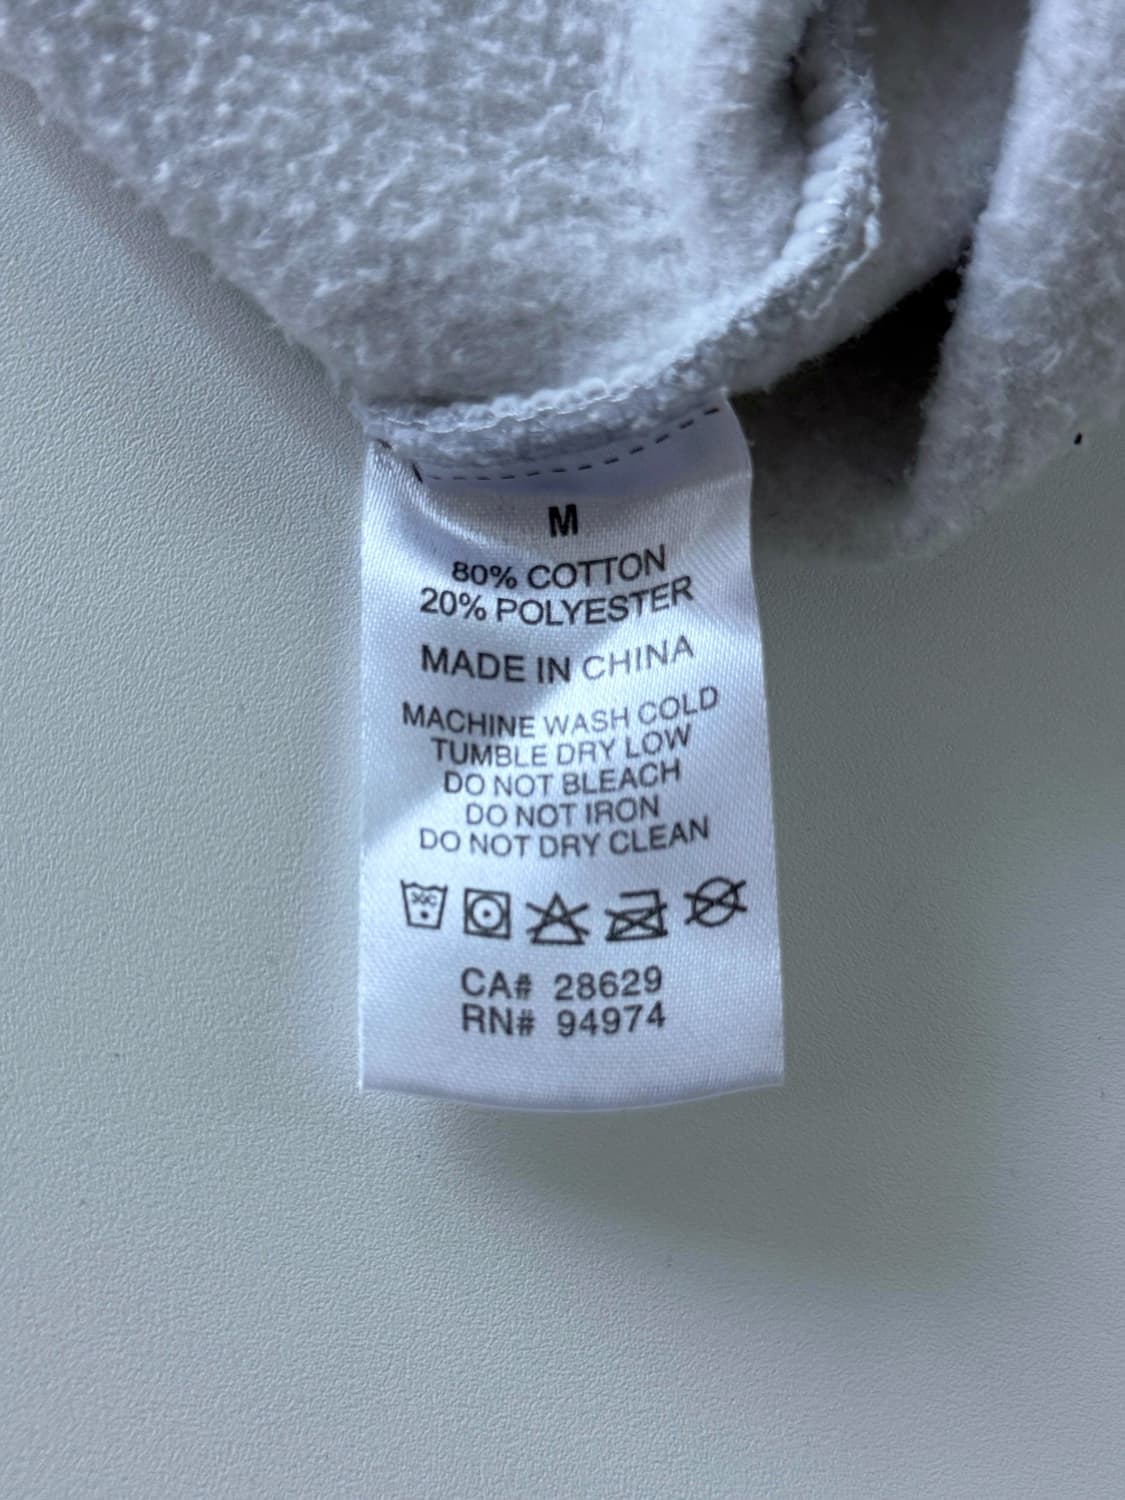 M
80% COTTON
20% POLYESTER
MADE IN CHINA
MACHINE WASH COLD
TUMBLE DRY LOW
DO NOT BLEACH
DO NOT IRON
DO NOT DRY CLEAN
30C
CA# 28629
RN# 94974